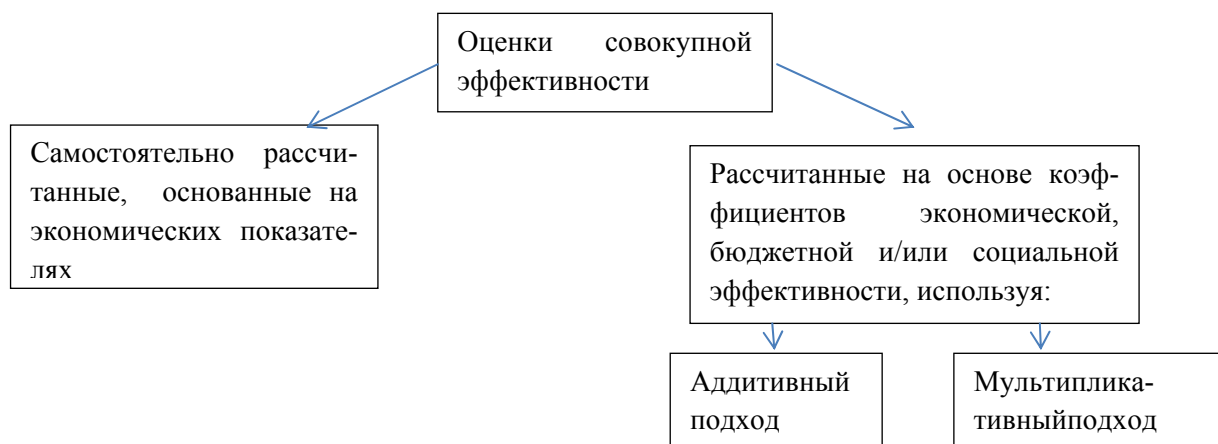 Оценки совокупной
эффективности
Самостоятельно рассчи-
танные, основанные на
экономических показате-
лях
Рассчитанные на основе коэф-
фициентов экономической,
бюджетной и/или социальной
эффективности, используя:
Аддитивный
подход
Мультиплика-
тивныйподход